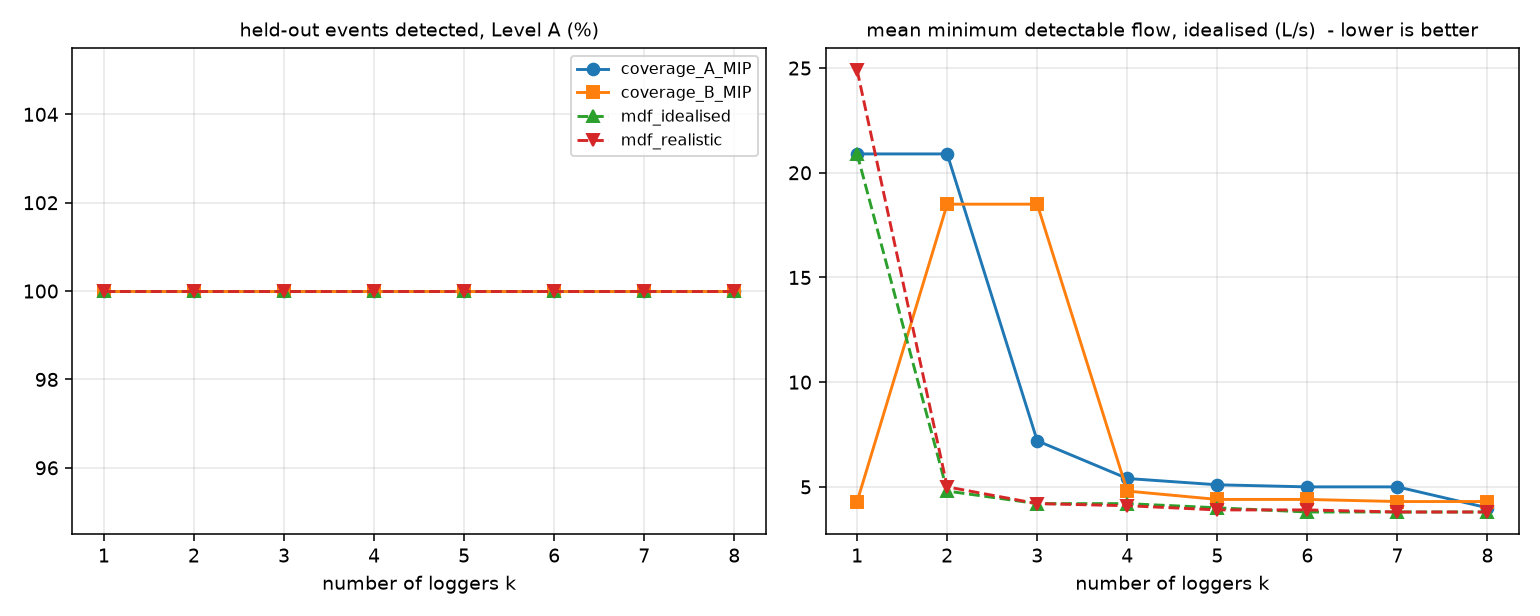 held-out events detected, Level A (%)
104
102
100
98
96
coverage_A_MIP
coverage_B_MIP
mdf_idealised
mdf_realistic
1 2 3 4 5 6 7 8
number of loggers k
mean minimum detectable flow, idealised (L/s) - lower is better
25
20
15
10
5
1 2 3 4 5 6 7 8
number of loggers k